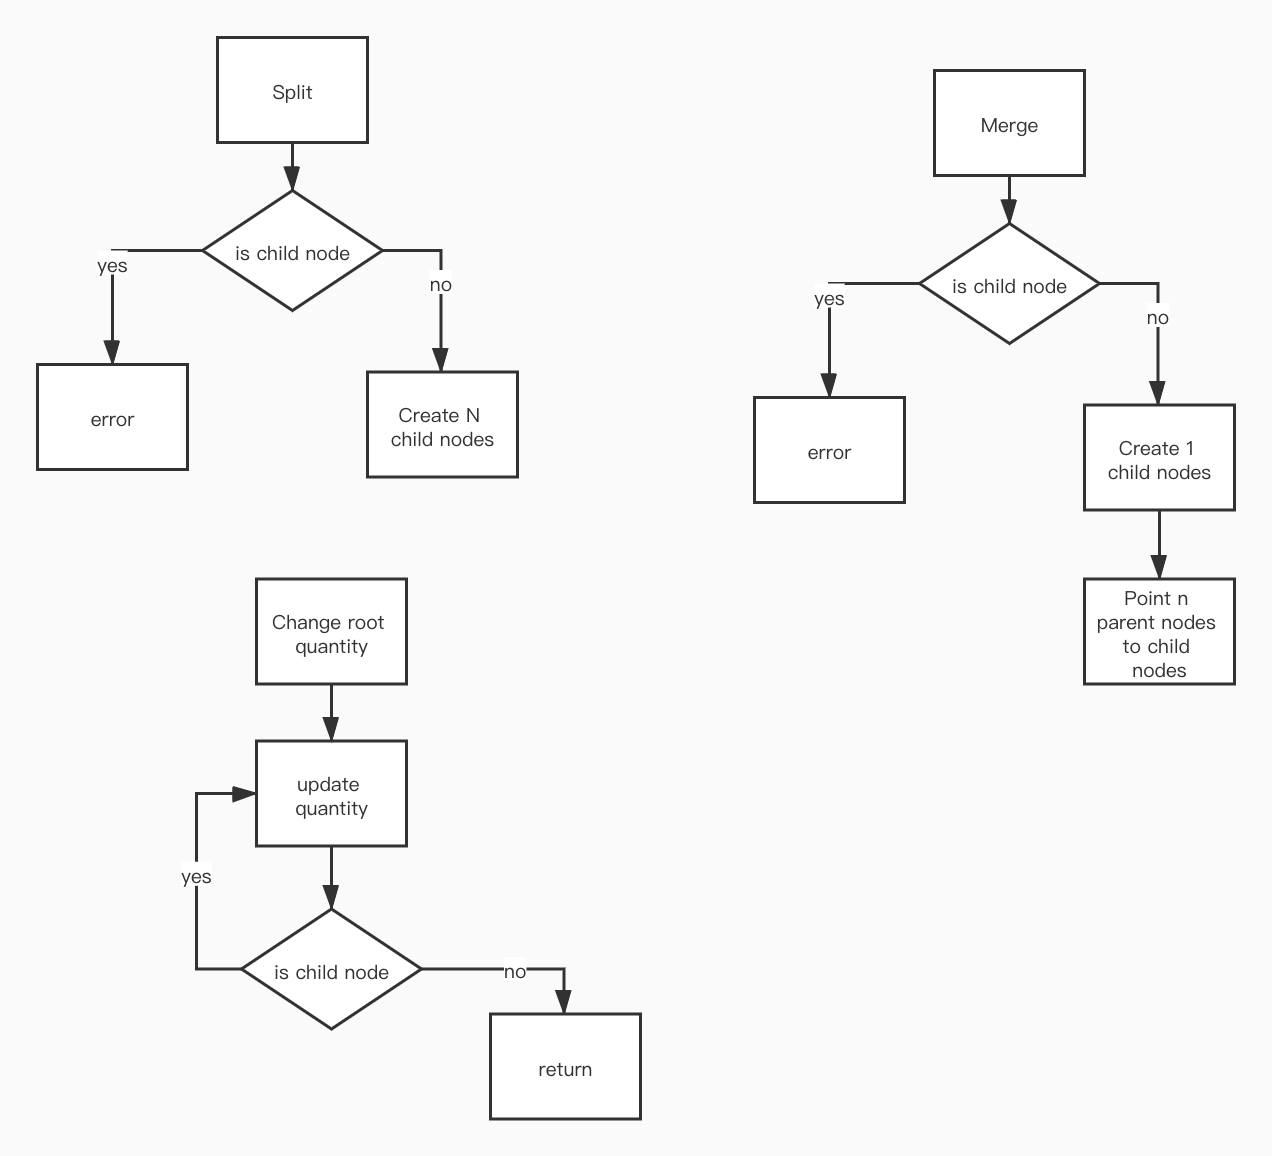 Split
is child node
yes
no
error
Create N
child nodes
Merge
is child node
yes
no
error
Create 1
child nodes
Point n
parent nodes
to child
nodes
Change root
quantity
update
quantity
yes
is child node
no
return